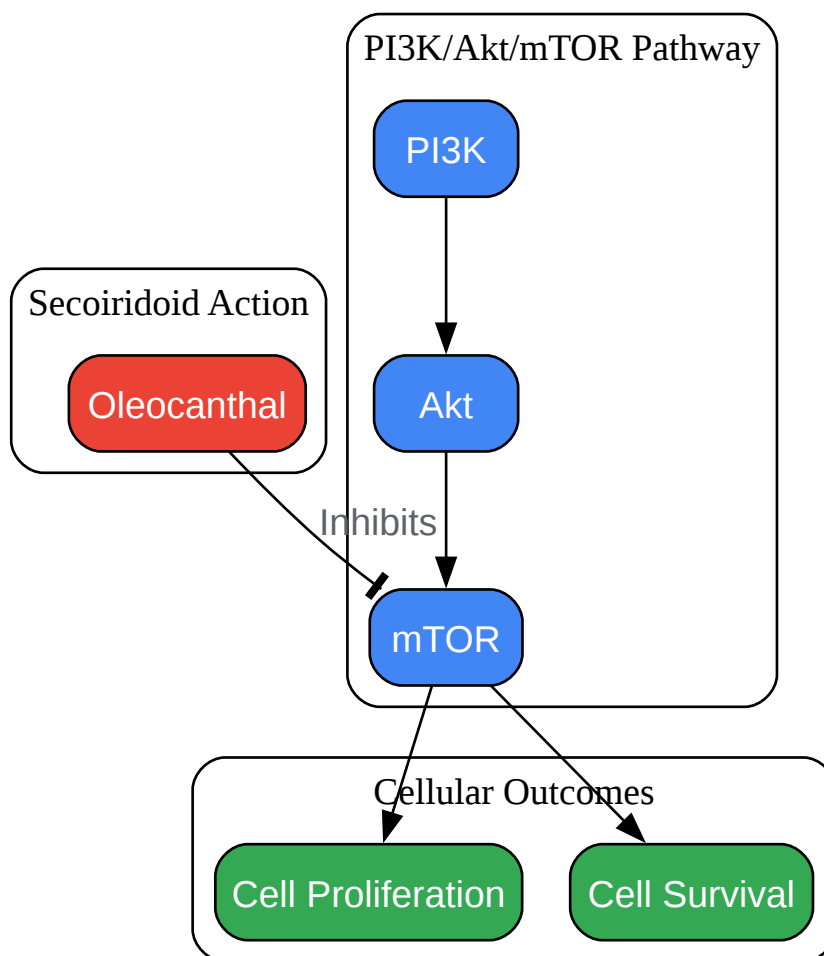 PI3K/Akt/mTOR Pathway
PI3K
Secoiridoid Action
Oleocanthal
Akt
Inhibits
mTOR
Cellular Outcomes
Cell Proliferation
Cell Survival